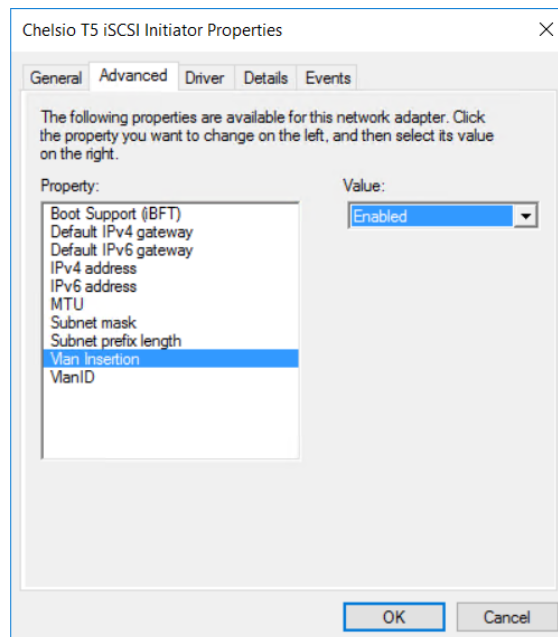 Chelsio T5 iSCSI Initiator Properties
General Advanced Driver Details Events
The following properties are available for this network adapter. Click
the property you want to change on the left, and then select its value
on the right.
Property: Value:
Boot Support (iBFT) Enabled
Default IPv4 gateway
Default IPv6 gateway
IPv4 address
IPv6 address
MTU
Subnet mask
Subnet prefix length
Vlan Insertion
VlanID
OK Cancel